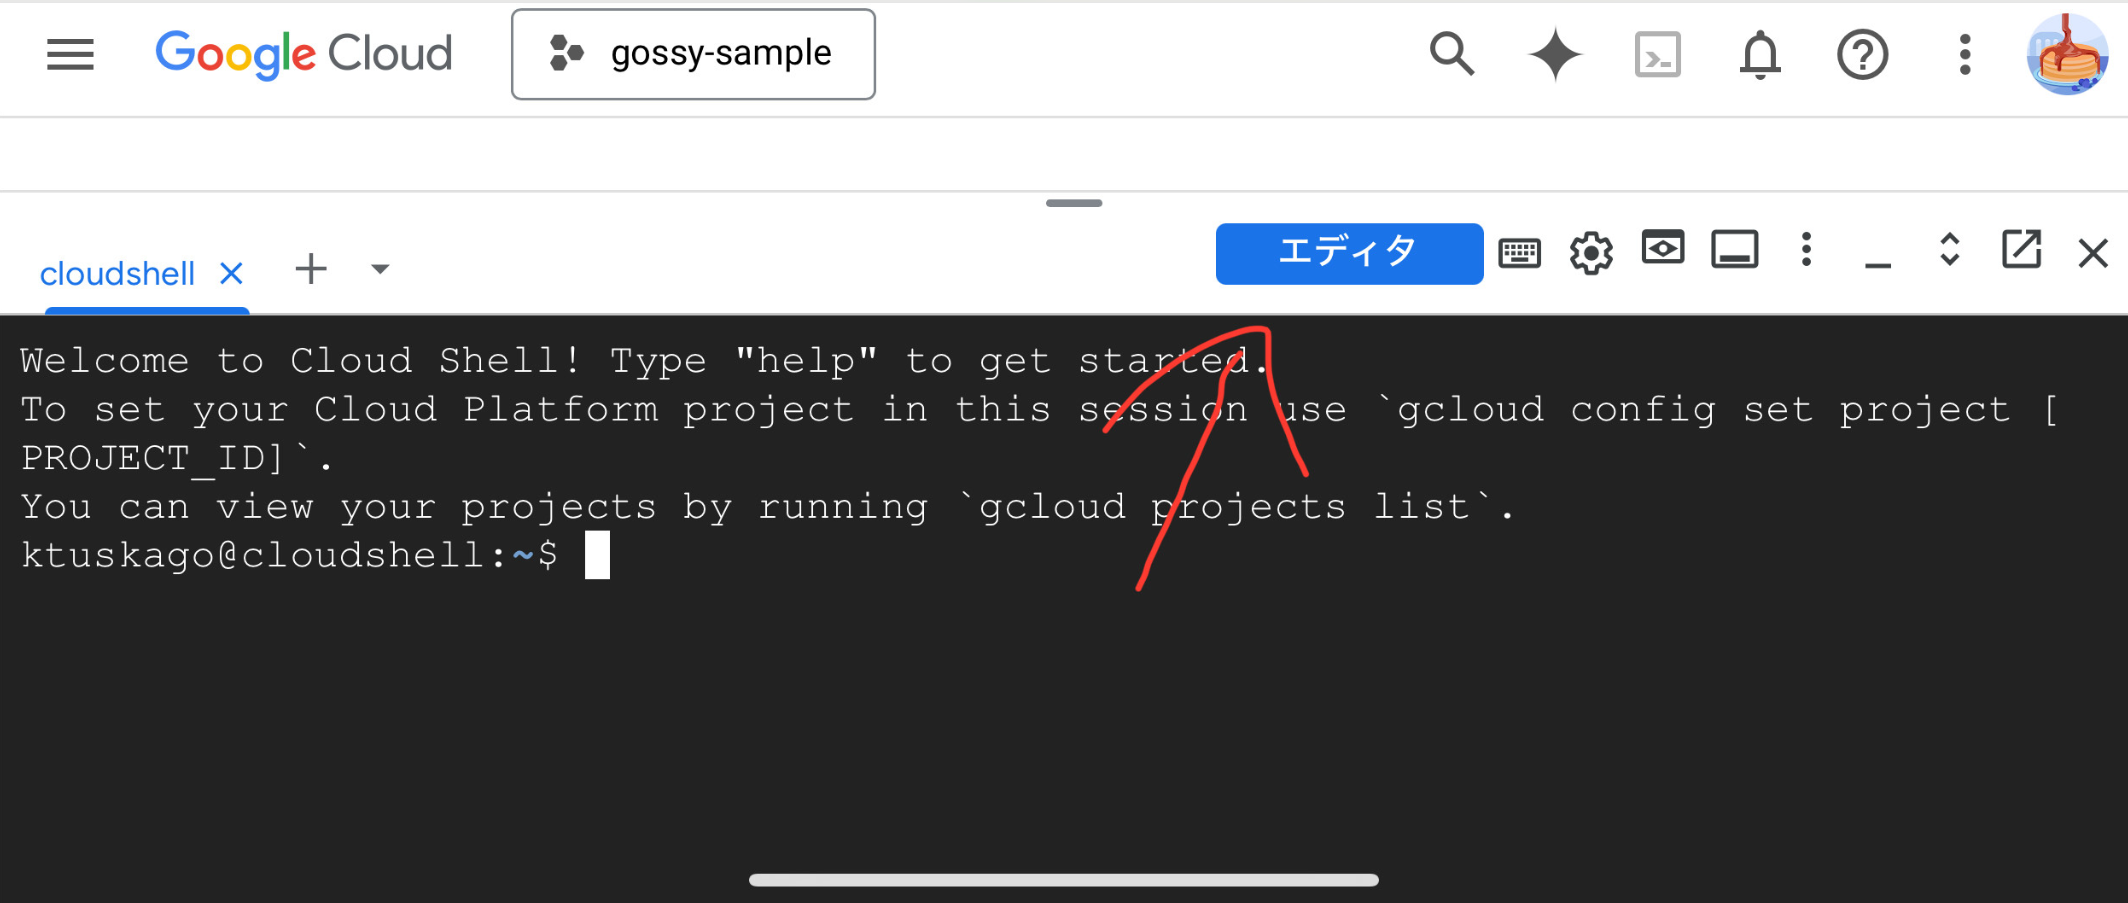 Google Cloud gossy-sample
エディタ
cloudshell
Welcome to Cloud Shell! Type "help" to get started.
To set your Cloud Platform project in this session use `gcloud config set project [
PROJECT_ID]`.
You can view your projects by running `gcloud projects list`.
ktuskago@cloudshell:~$